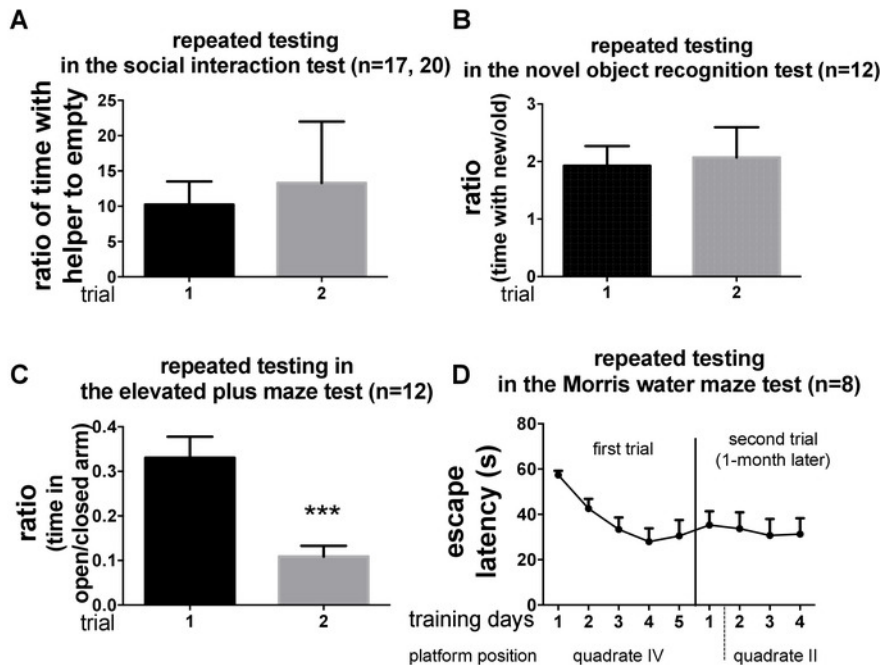 A
repeated testing
in the social interaction test (n=17, 20)
ratio of time with
helper to empty
25
20
15
10
5
0
trial 1 2
B
repeated testing
in the novel object recognition test (n=12)
ratio
(time with new/old)
3
2
1
0
trial 1 2
C
repeated testing in
the elevated plus maze test (n=12)
ratio
(time in
open/closed arm)
0.4
0.3
0.2
0.1
0.0
***
trial 1 2
D
repeated testing
in the Morris water maze test (n=8)
escape
latency (s)
80
60
40
20
0
first trial
second trial
(1-month later)
training days 1 2 3 4 5 1 2 3 4
platform position quadrate IV quadrate II